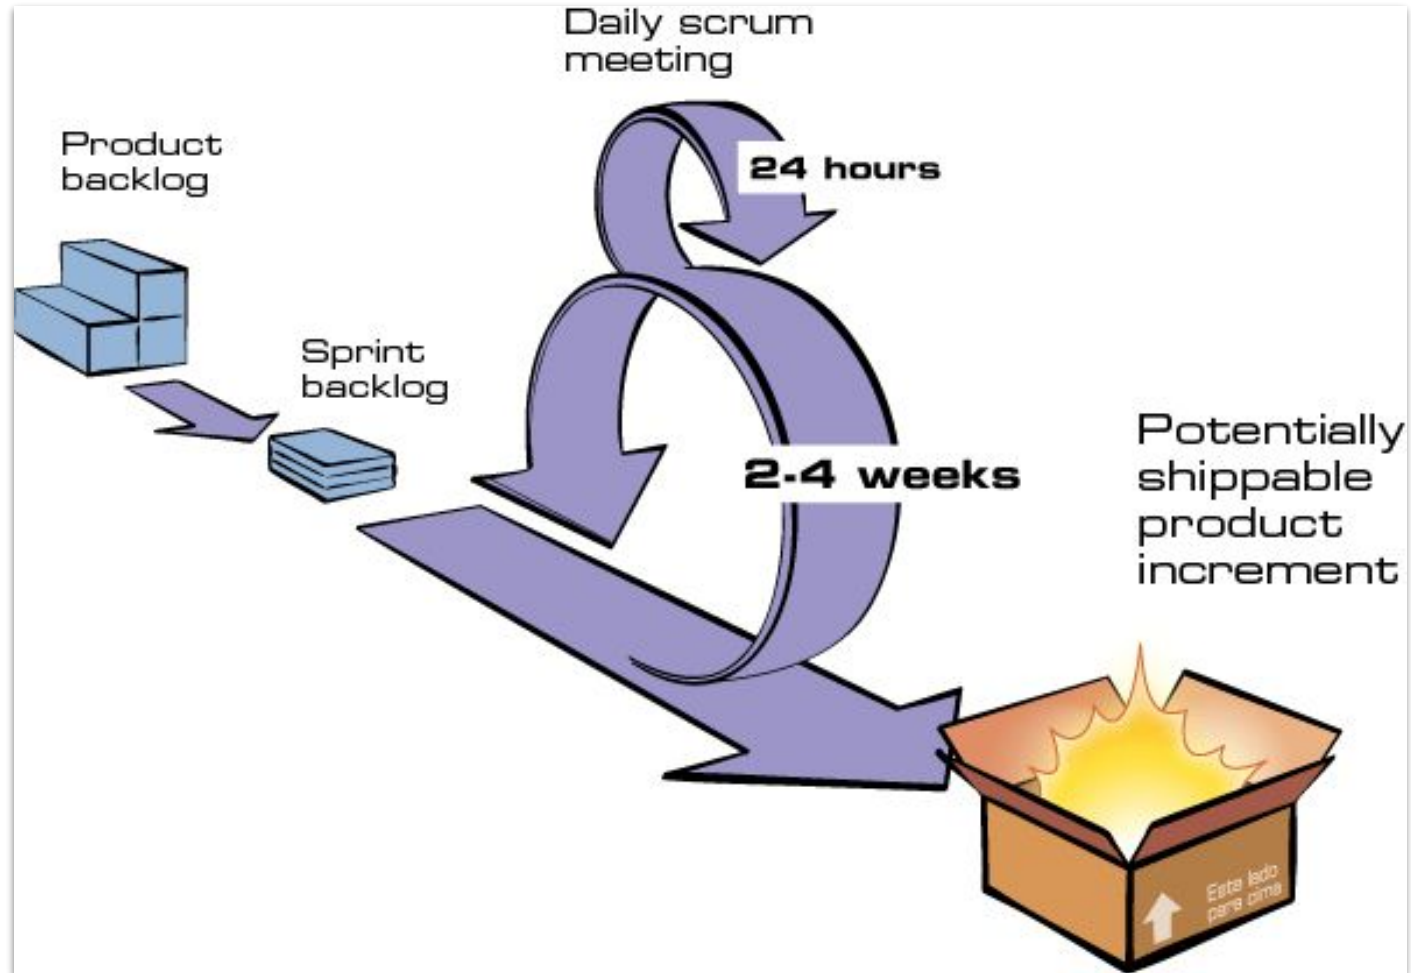 Daily scrum
meeting
24 hours
Product
backlog
Sprint
backlog
2-4 weeks
Potentially
shippable
product
increment
Este lado
para cima